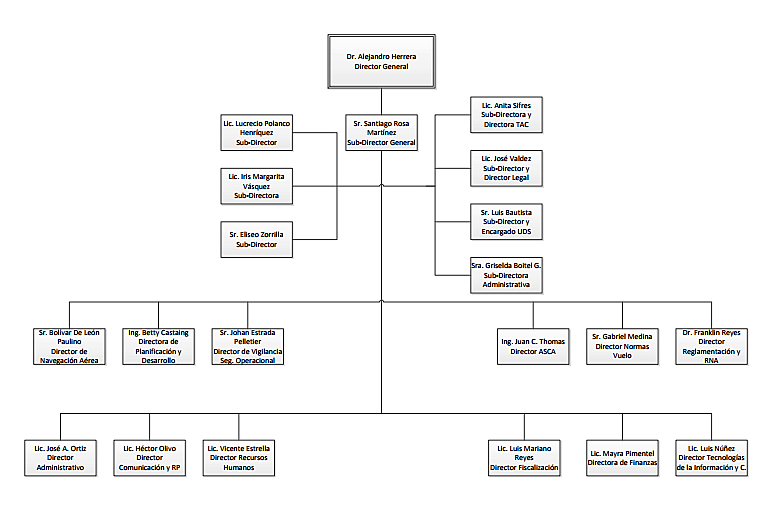 Dr. Alejandro Herrera
Director General
Lic. Lucrecio Polanco
Henríquez
Sub-Director
Sr. Santiago Rosa
Martínez
Sub-Director General
Lic. Anita Sifres
Sub-Directora y
Directora TAC
Lic. Iris Margarita
Vásquez
Sub-Directora
Lic. José Valdez
Sub-Director y
Director Legal
Sr. Eliseo Zorrilla
Sub-Director
Sr. Luis Bautista
Sub-Director y
Encargado UDS
Sra. Griselda Boitel G.
Sub-Directora
Administrativa
Sr. Bolívar De León
Paulino
Director de
Navegación Aérea
Ing. Betty Castaing
Directora de
Planificación y
Desarrollo
Sr. Johan Estrada
Pelletier
Director de Vigilancia
Seg. Operacional
Ing. Juan C. Thomas
Director ASCA
Sr. Gabriel Medina
Director Normas
Vuelo
Dr. Franklin Reyes
Director
Reglamentación y
RNA
Lic. José A. Ortiz
Director
Administrativo
Lic. Héctor Olivo
Director
Comunicación y RP
Lic. Vicente Estrella
Director Recursos
Humanos
Lic. Luis Mariano
Reyes
Director Fiscalización
Lic. Mayra Pimentel
Directora de Finanzas
Lic. Luis Núñez
Director Tecnologías
de la Información y C.